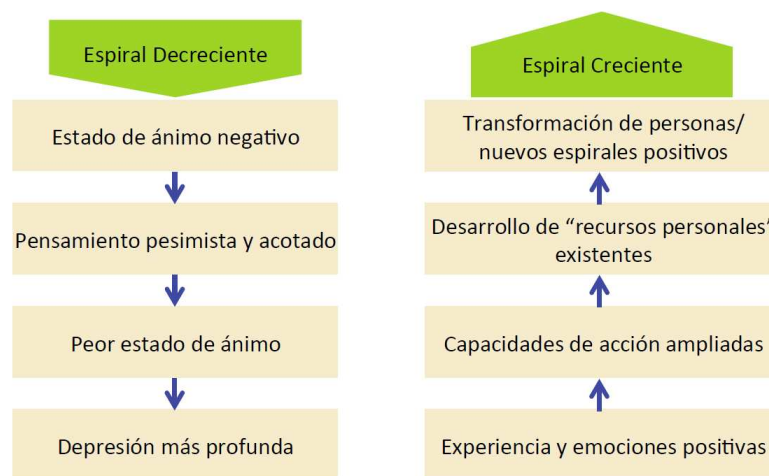 Espiral Decreciente
Estado de ánimo negativo
Pensamiento pesimista y acotado
Peor estado de ánimo
Depresión más profunda
Espiral Creciente
Transformación de personas/
nuevos espirales positivos
Desarrollo de “recursos personales”
existentes
Capacidades de acción ampliadas
Experiencia y emociones positivas